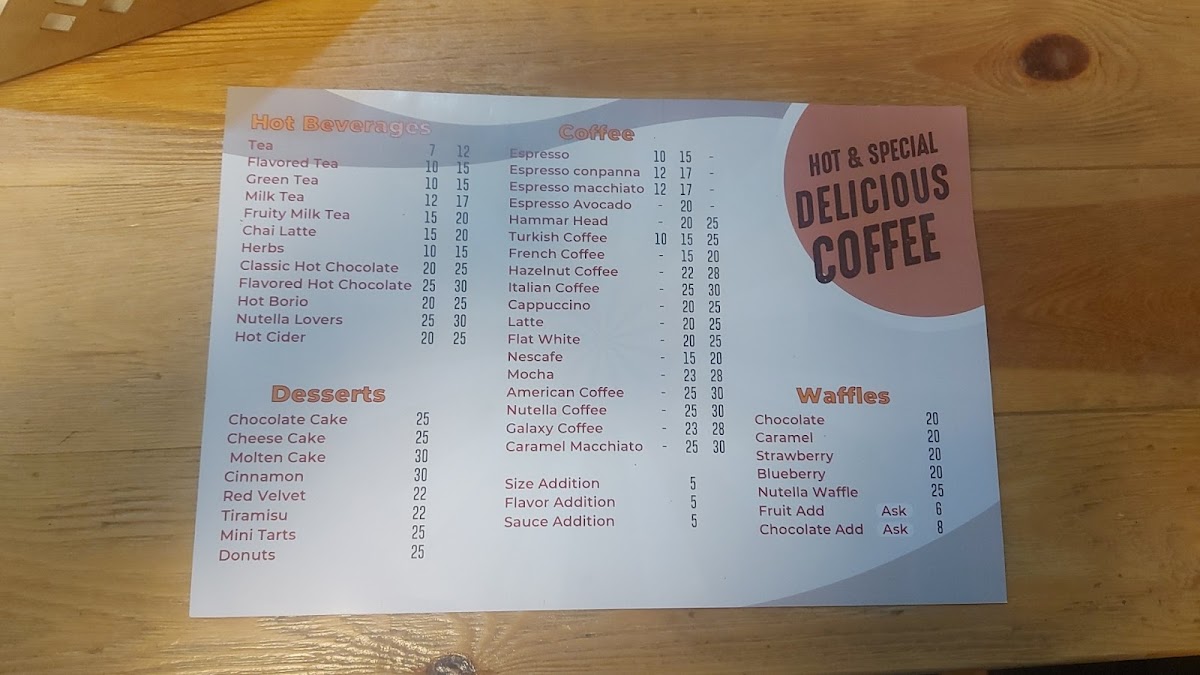 Hot Beverages
Tea 7 12
Flavored Tea 10 15
Green Tea 10 15
Milk Tea 12 17
Fruity Milk Tea 15 20
Chai Latte 15 20
Herbs 10 15
Classic Hot Chocolate 20 25
Flavored Hot Chocolate 25 30
Hot Borio 20 25
Nutella Lovers 25 30
Hot Cider 20 25
Desserts
Chocolate Cake 25
Cheese Cake 25
Molten Cake 30
Cinnamon 30
Red Velvet 22
Tiramisu 22
Mini Tarts 25
Donuts 25
Coffee
Espresso 10 15 -
Espresso conpanna 12 17 -
Espresso macchiato 12 17 -
Espresso Avocado - 20 -
Hammar Head - 20 25
Turkish Coffee 10 15 25
French Coffee - 15 20
Hazelnut Coffee - 22 28
Italian Coffee - 25 30
Cappuccino - 20 25
Latte - 20 25
Flat White - 20 25
Nescafe - 15 20
Mocha - 23 28
American Coffee - 25 30
Nutella Coffee - 25 30
Galaxy Coffee - 23 28
Caramel Macchiato - 25 30
Size Addition 5
Flavor Addition 5
Sauce Addition 5
HOT & SPECIAL
DELICIOUS
COFFEE
Waffles
Chocolate 20
Caramel 20
Strawberry 20
Blueberry 20
Nutella Waffle 25
Fruit Add Ask 6
Chocolate Add Ask 8